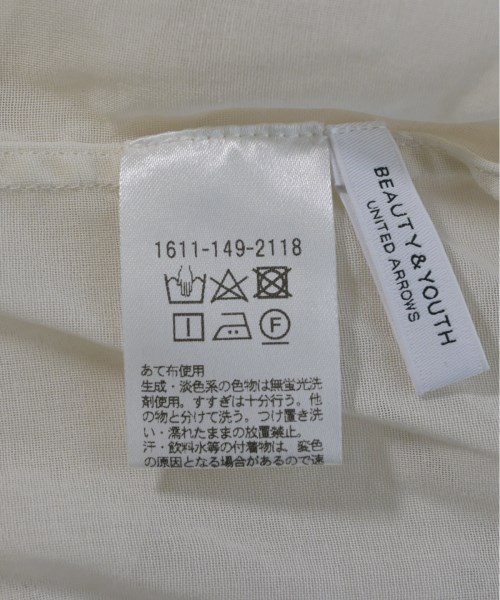 1611-149-2118
F
あて布使用
生成・淡色系の色物は無蛍光洗
剤使用。すすぎは十分行う。他
の物と分けて洗う。つけ置き洗
い・濡れたままの放置禁止。
汗・飲料水等の付着物は、変色
の原因となる場合があるので速
BEAUTY & YOUTH
UNITED ARROWS